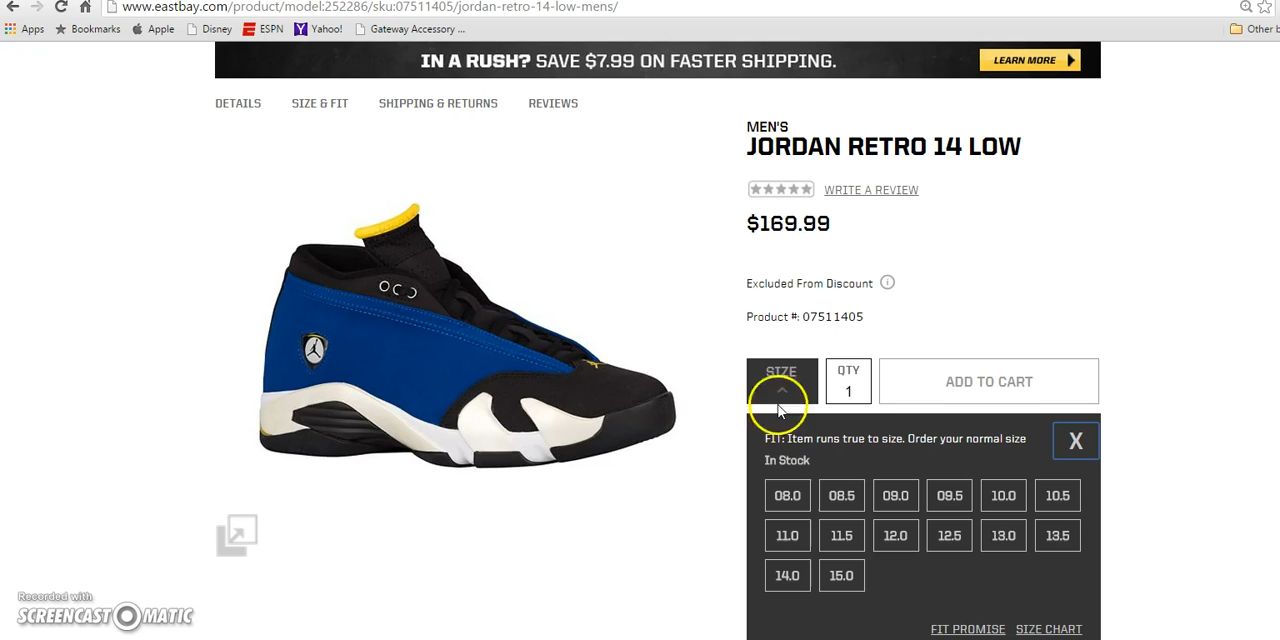 www.eastbay.com/product/model:252286/sku:07511405/jordan-retro-14-low-mens/
Apps Bookmarks Apple Disney ESPN Yahoo! Gateway Accessory ... Other b
IN A RUSH? SAVE $7.99 ON FASTER SHIPPING.
LEARN MORE
DETAILS SIZE & FIT SHIPPING & RETURNS REVIEWS
MEN'S
JORDAN RETRO 14 LOW
WRITE A REVIEW
$169.99
Excluded From Discount
Product #: 07511405
SIZE
QTY
1
ADD TO CART
FIT: Item runs true to size. Order your normal size
X
In Stock
08.0 08.5 09.0 09.5 10.0 10.5
11.0 11.5 12.0 12.5 13.0 13.5
14.0 15.0
FIT PROMISE SIZE CHART
Recorded with
SCREENCAST-O-MATIC